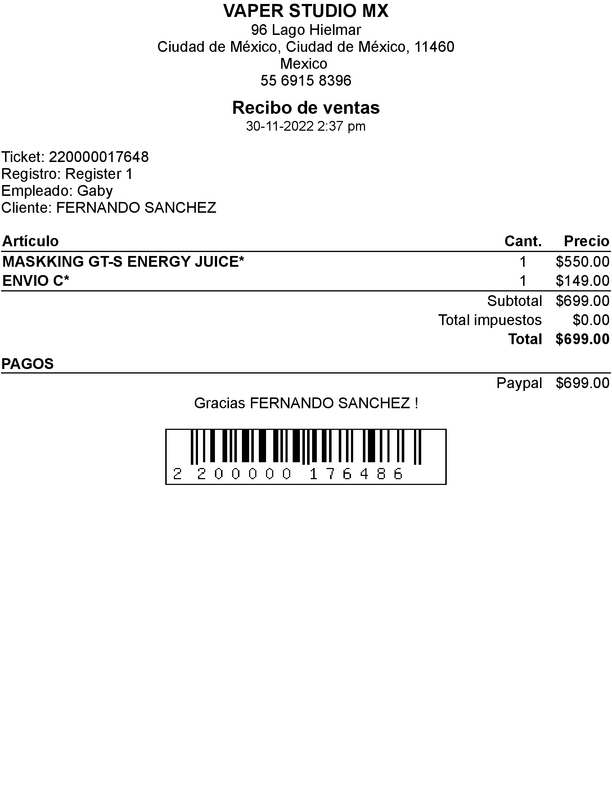 VAPER STUDIO MX
96 Lago Hielmar
Ciudad de México, Ciudad de México, 11460
Mexico
55 6915 8396
Recibo de ventas
30-11-2022 2:37 pm
Ticket: 220000017648
Registro: Register 1
Empleado: Gaby
Cliente: FERNANDO SANCHEZ
Artículo Cant. Precio
MASKKING GT-S ENERGY JUICE* 1 $550.00
ENVIO C* 1 $149.00
Subtotal $699.00
Total impuestos $0.00
Total $699.00
PAGOS
Paypal $699.00
Gracias FERNANDO SANCHEZ !
2 200000 176486